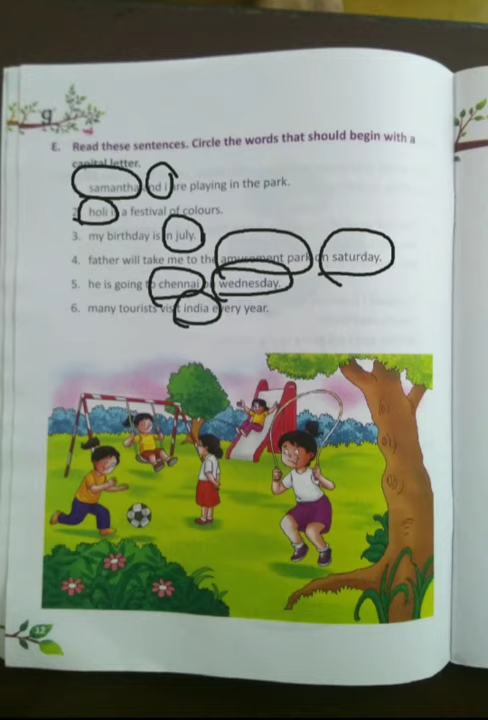 E. Read these sentences. Circle the words that should begin with a
capital letter.
samantha and i are playing in the park.
2. holi is a festival of colours.
3. my birthday is in july.
4. father will take me to the amusement park on saturday.
5. he is going to chennai on wednesday.
6. many tourists visit india every year.
12